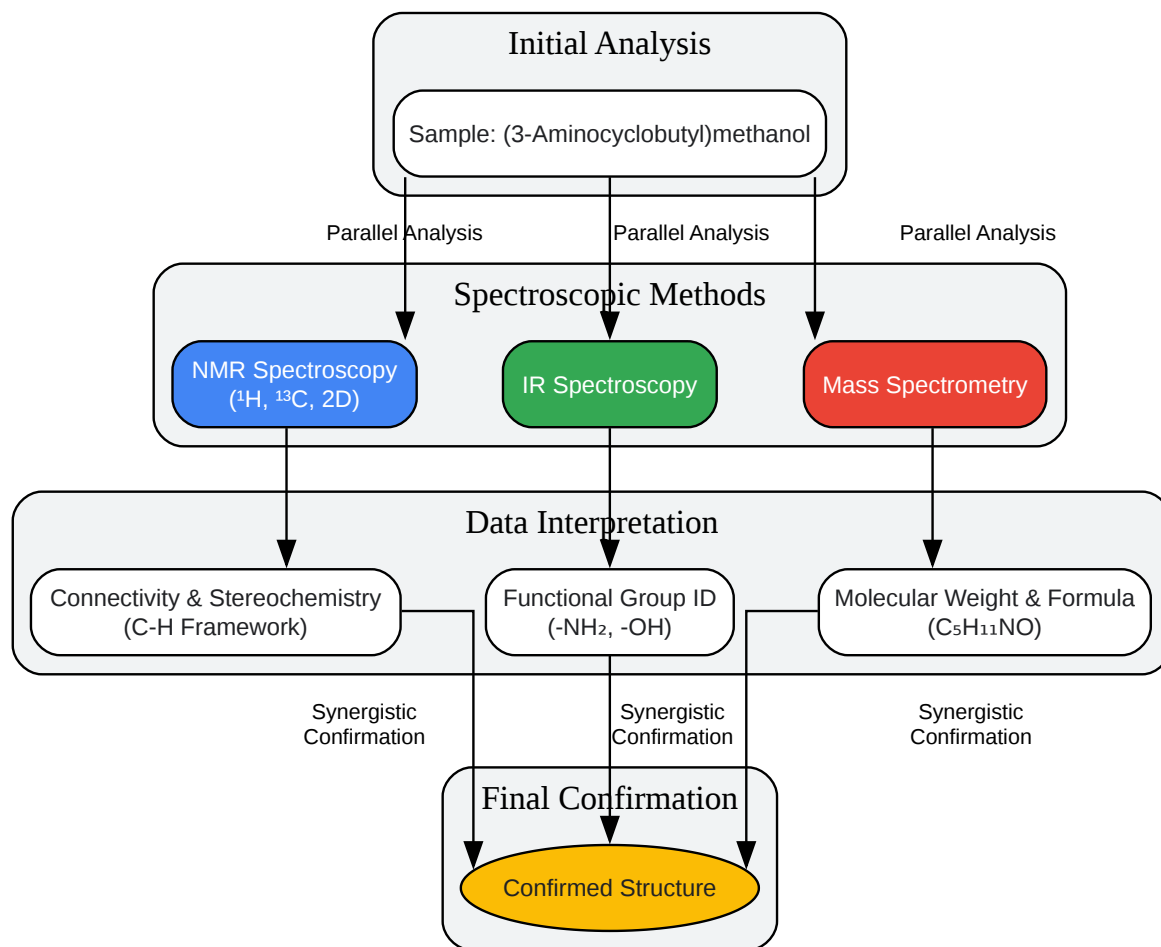 Initial Analysis
Sample: (3-Aminocyclobutyl)methanol
Parallel Analysis
Parallel Analysis
Parallel Analysis
Spectroscopic Methods
NMR Spectroscopy
(¹H, ¹³C, 2D)
IR Spectroscopy
Mass Spectrometry
Data Interpretation
Connectivity & Stereochemistry
(C-H Framework)
Functional Group ID
(-NH₂, -OH)
Molecular Weight & Formula
(C₅H₁₁NO)
Synergistic
Confirmation
Synergistic
Confirmation
Synergistic
Confirmation
Final Confirmation
Confirmed Structure